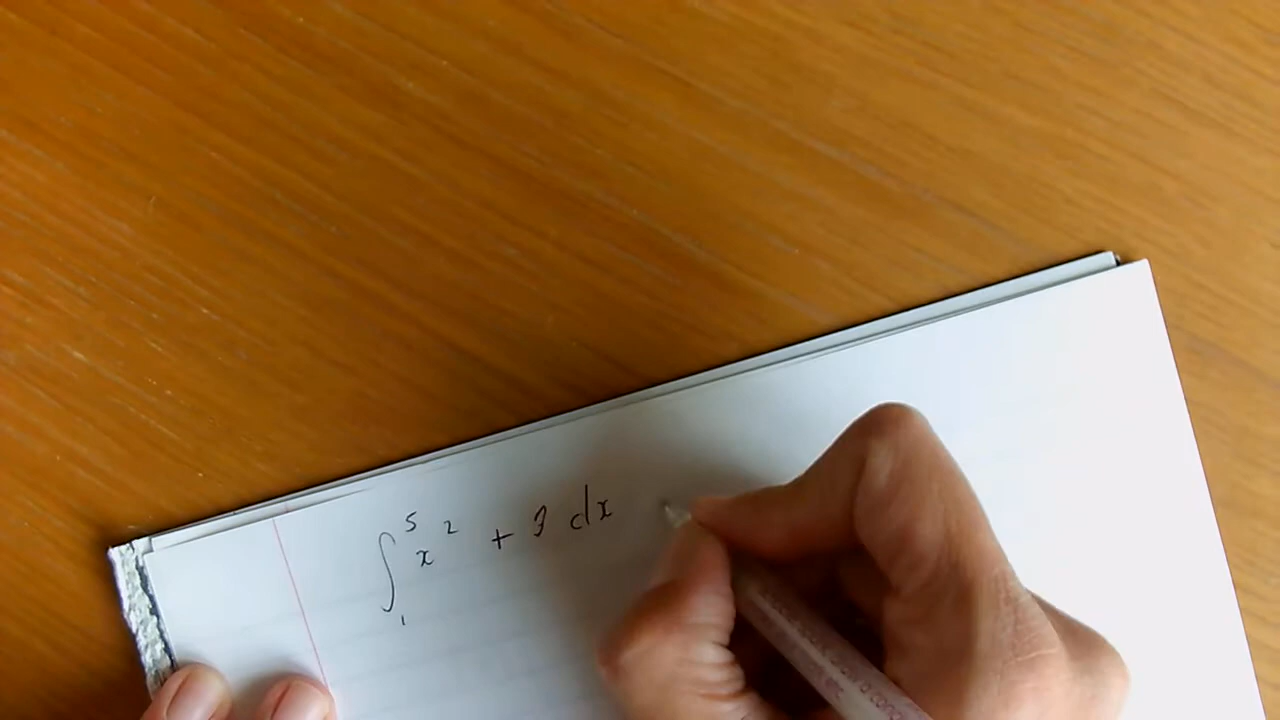 ∫₁⁵ x² + 3 dx